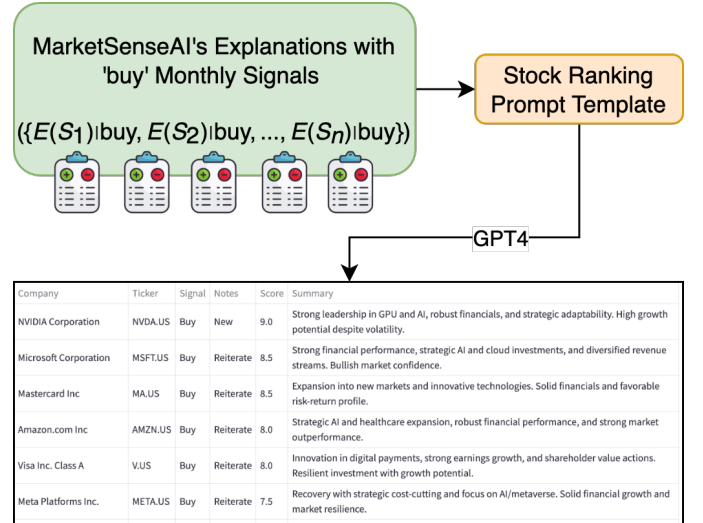 MarketSenseAI's Explanations with
'buy' Monthly Signals
({E(S1)|buy, E(S2)|buy, ..., E(Sn)|buy})
Stock Ranking
Prompt Template
GPT4
Company Ticker Signal Notes Score Summary
NVIDIA Corporation NVDA.US Buy New 9.0 Strong leadership in GPU and AI, robust financials, and strategic adaptability. High growth
potential despite volatility.
Microsoft Corporation MSFT.US Buy Reiterate 8.5 Strong financial performance, strategic AI and cloud investments, and diversified revenue
streams. Bullish market confidence.
Mastercard Inc MA.US Buy Reiterate 8.5 Expansion into new markets and innovative technologies. Solid financials and favorable
risk-return profile.
Amazon.com Inc AMZN.US Buy Reiterate 8.0 Strategic AI and healthcare expansion, robust financial performance, and strong market
outperformance.
Visa Inc. Class A V.US Buy Reiterate 8.0 Innovation in digital payments, strong earnings growth, and shareholder value actions.
Resilient investment with growth potential.
Meta Platforms Inc. META.US Buy Reiterate 7.5 Recovery with strategic cost-cutting and focus on AI/metaverse. Solid financial growth and
market resilience.